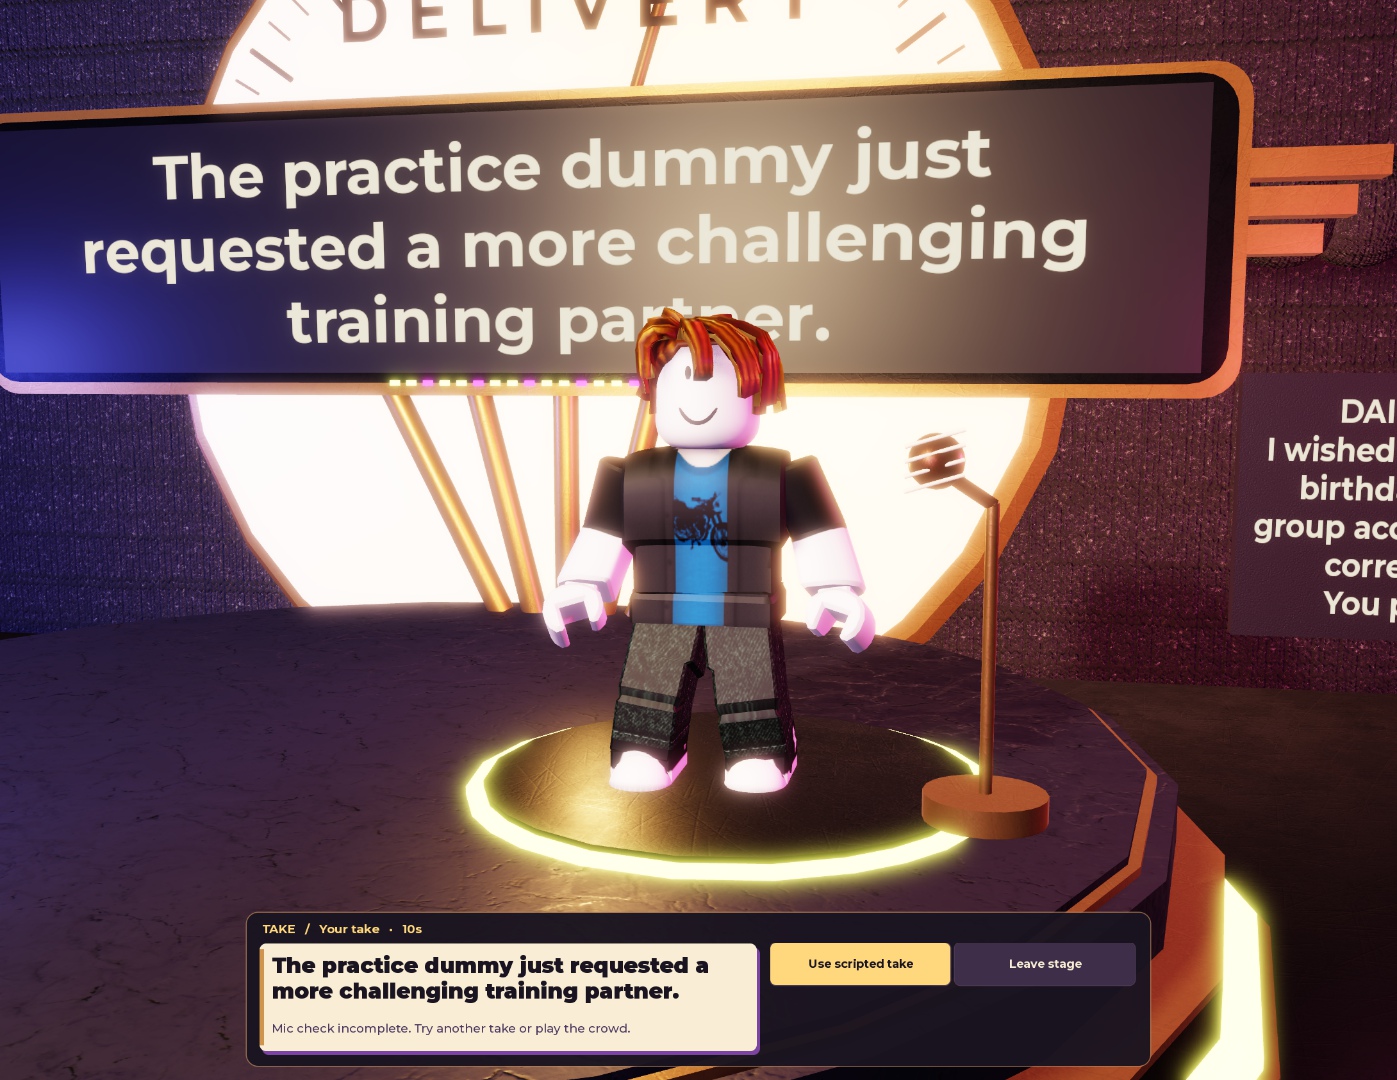 DELIVERY
The practice dummy just
requested a more challenging
training partner.
DAI
I wished
birthd
group acc
corre
You p
TAKE / Your take · 10s
The practice dummy just requested a
more challenging training partner.
Mic check incomplete. Try another take or play the crowd.
Use scripted take
Leave stage